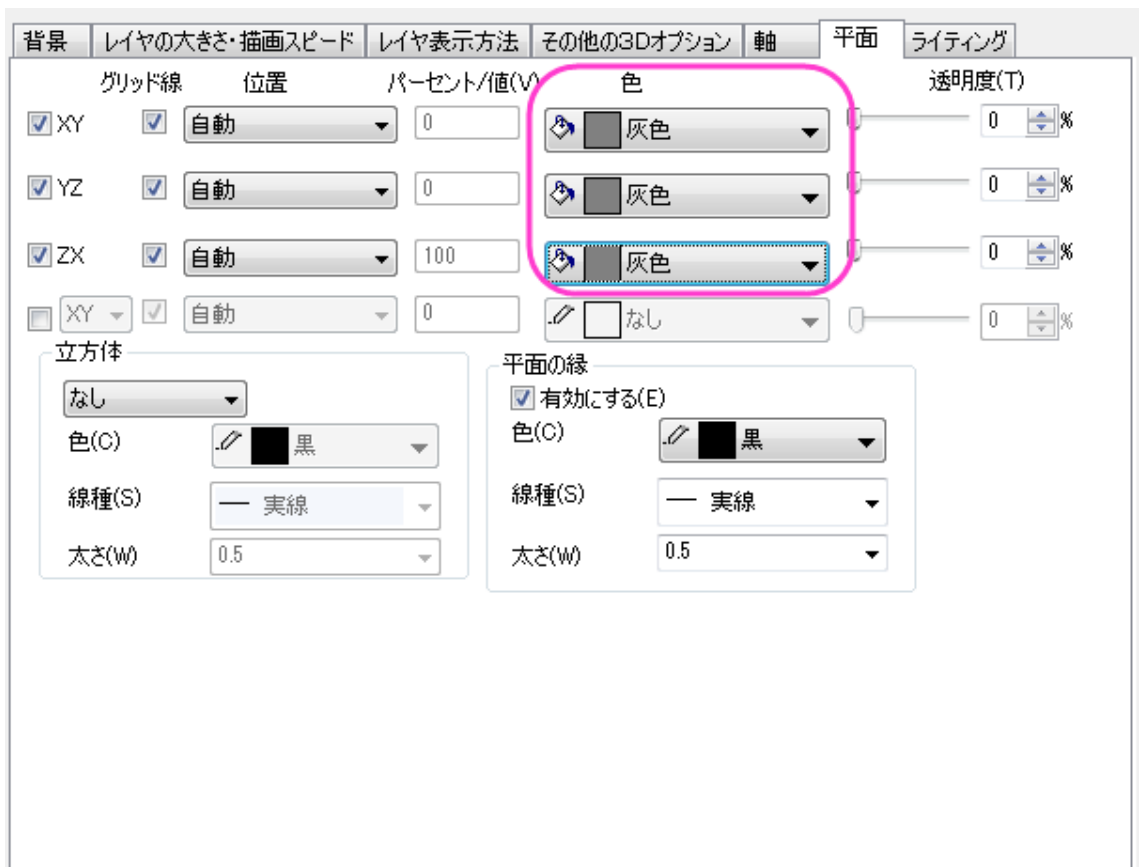 背景 レイヤの大きさ・描画スピード レイヤ表示方法 その他の3Dオプション 軸 平面 ライティング
グリッド線 位置 パーセント/値(V) 色 透明度(T)
XY 自動 0 灰色 0 %
YZ 自動 0 灰色 0 %
ZX 自動 100 灰色 0 %
XY 自動 0 なし 0 %
立方体
なし
色(C) 黒
線種(S) 実線
太さ(W) 0.5
平面の縁
有効にする(E)
色(C) 黒
線種(S) 実線
太さ(W) 0.5